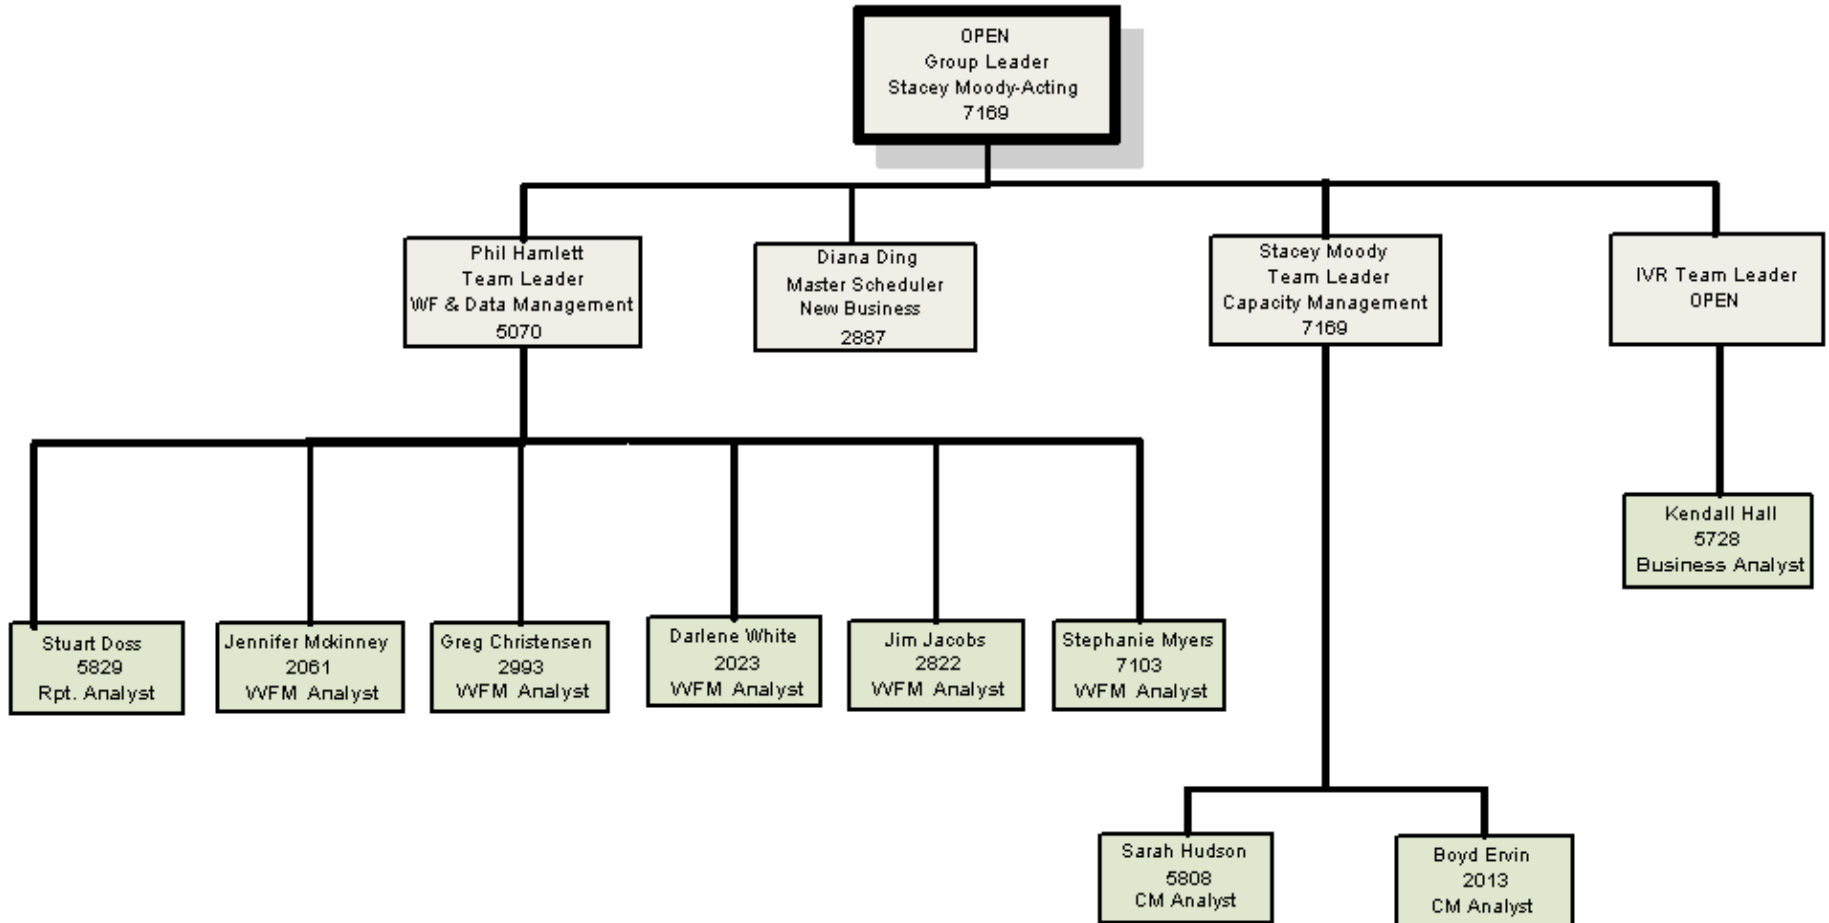 OPEN
Group Leader
Stacey Moody-Acting
7169
Phil Hamlett
Team Leader
WF & Data Management
5070
Diana Ding
Master Scheduler
New Business
2887
Stacey Moody
Team Leader
Capacity Management
7169
IVR Team Leader
OPEN
Kendall Hall
5728
Business Analyst
Stuart Doss
5829
Rpt. Analyst
Jennifer Mckinney
2061
WFM Analyst
Greg Christensen
2993
WFM Analyst
Darlene White
2023
WFM Analyst
Jim Jacobs
2822
WFM Analyst
Stephanie Myers
7103
WFM Analyst
Sarah Hudson
5808
CM Analyst
Boyd Ervin
2013
CM Analyst